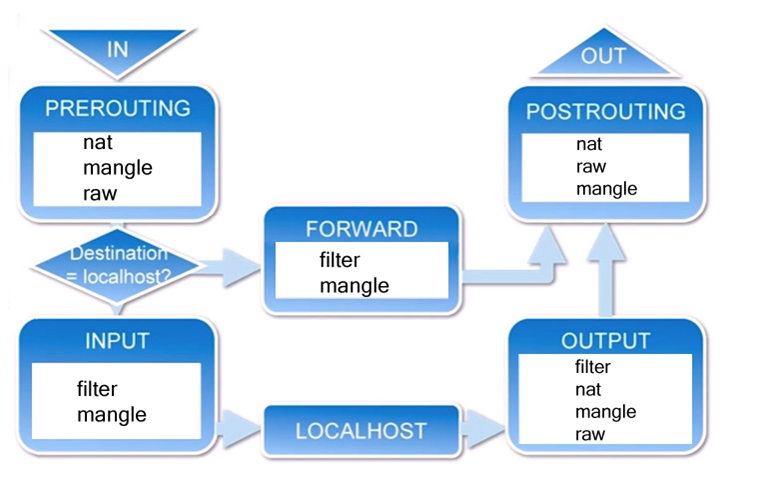 IN
PREROUTING
nat
mangle
raw
Destination
= localhost?
INPUT
filter
mangle
FORWARD
filter
mangle
LOCALHOST
OUT
POSTROUTING
nat
raw
mangle
OUTPUT
filter
nat
mangle
raw